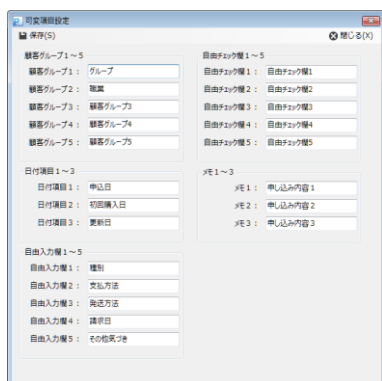 可変項目設定
保存(S)
閉じる(X)
顧客グループ1～5
顧客グループ1： グループ
顧客グループ2： 職業
顧客グループ3： 顧客グループ3
顧客グループ4： 顧客グループ4
顧客グループ5： 顧客グループ5
自由チェック欄1～5
自由チェック欄1： 自由チェック欄1
自由チェック欄2： 自由チェック欄2
自由チェック欄3： 自由チェック欄3
自由チェック欄4： 自由チェック欄4
自由チェック欄5： 自由チェック欄5
日付項目1～3
日付項目1： 申込日
日付項目2： 初回購入日
日付項目3： 更新日
メモ1～3
メモ1： 申し込み内容1
メモ2： 申し込み内容2
メモ3： 申し込み内容3
自由入力欄1～5
自由入力欄1： 種別
自由入力欄2： 支払方法
自由入力欄3： 発送方法
自由入力欄4： 請求日
自由入力欄5： その他気づき